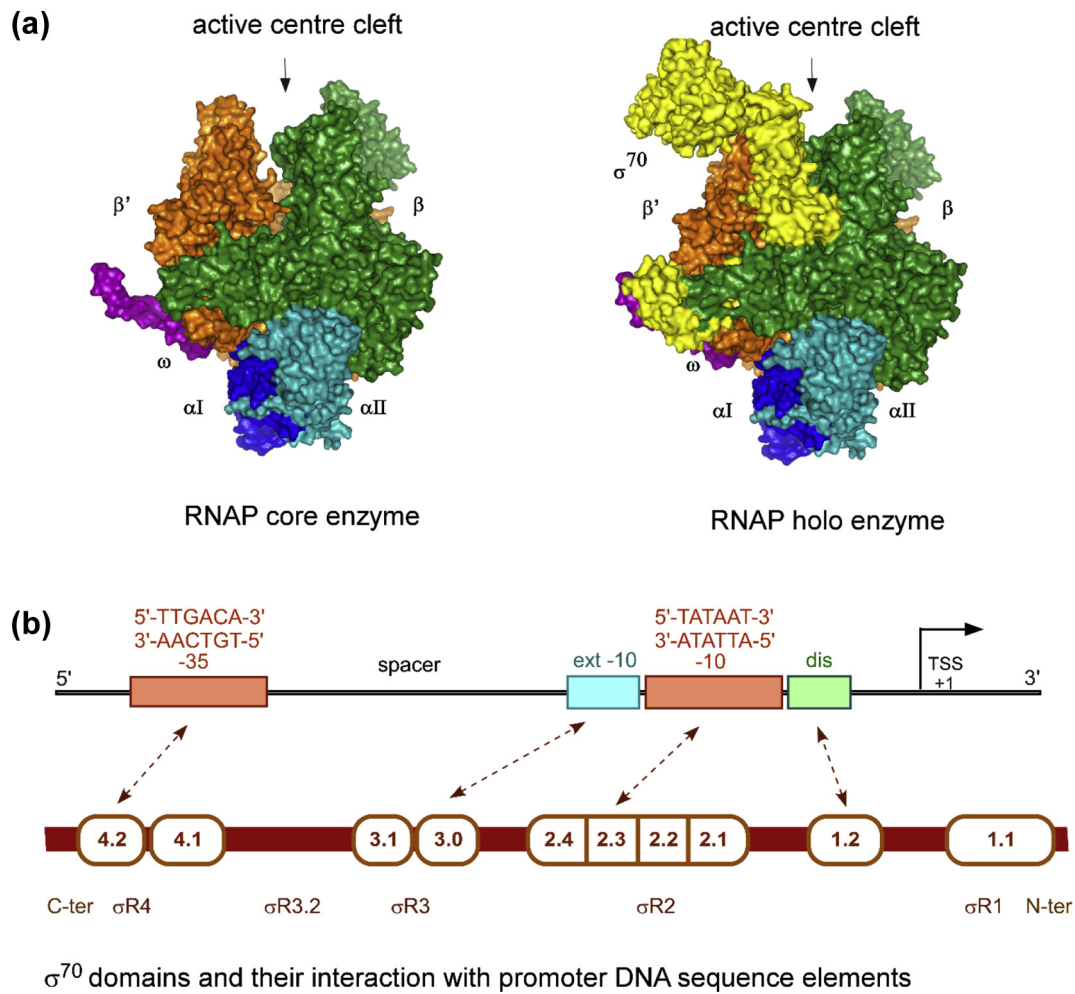 (a)
active centre cleft
active centre cleft
σ70
β' β β' β
ω ω
αI αII αI αII
RNAP core enzyme
RNAP holo enzyme
(b)
5'-TTGACA-3' 5'-TATAAT-3'
3'-AACTGT-5' 3'-ATATTA-5'
-35 spacer ext -10 -10 dis TSS
5' +1 3'
4.2 4.1 3.1 3.0 2.4 2.3 2.2 2.1 1.2 1.1
C-ter σR4 σR3.2 σR3 σR2 σR1 N-ter
σ70 domains and their interaction with promoter DNA sequence elements